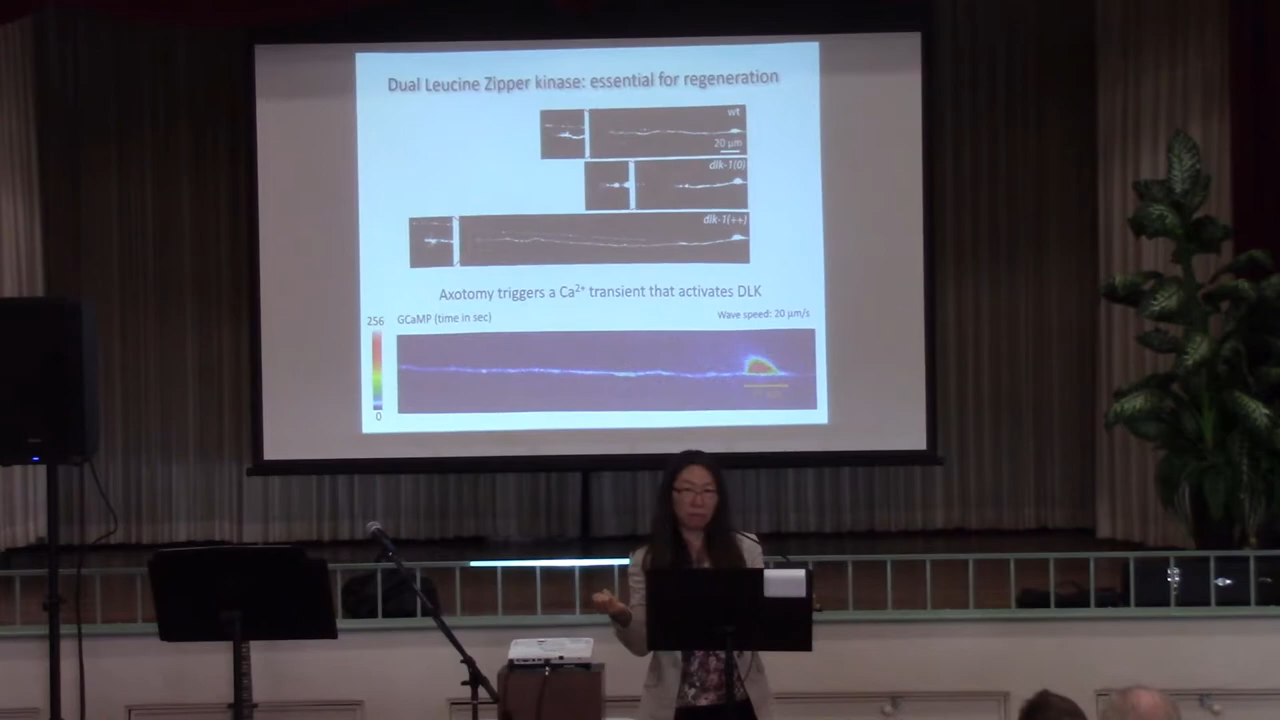 Dual Leucine Zipper kinase: essential for regeneration
wt
20 µm
dlk-1(0)
dlk-1(++)
Axotomy triggers a Ca²⁺ transient that activates DLK
256
GCaMP (time in sec)
Wave speed: 20 µm/s
0